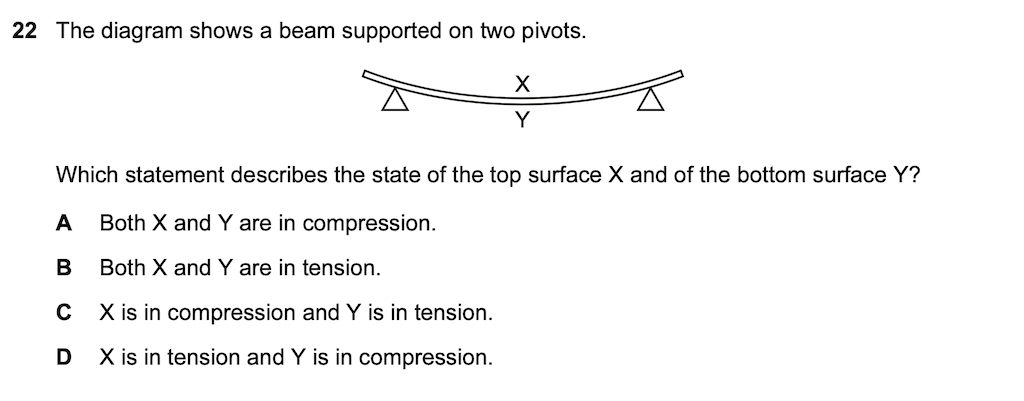 22 The diagram shows a beam supported on two pivots.
X
Y
Which statement describes the state of the top surface X and of the bottom surface Y?
A Both X and Y are in compression.
B Both X and Y are in tension.
C X is in compression and Y is in tension.
D X is in tension and Y is in compression.